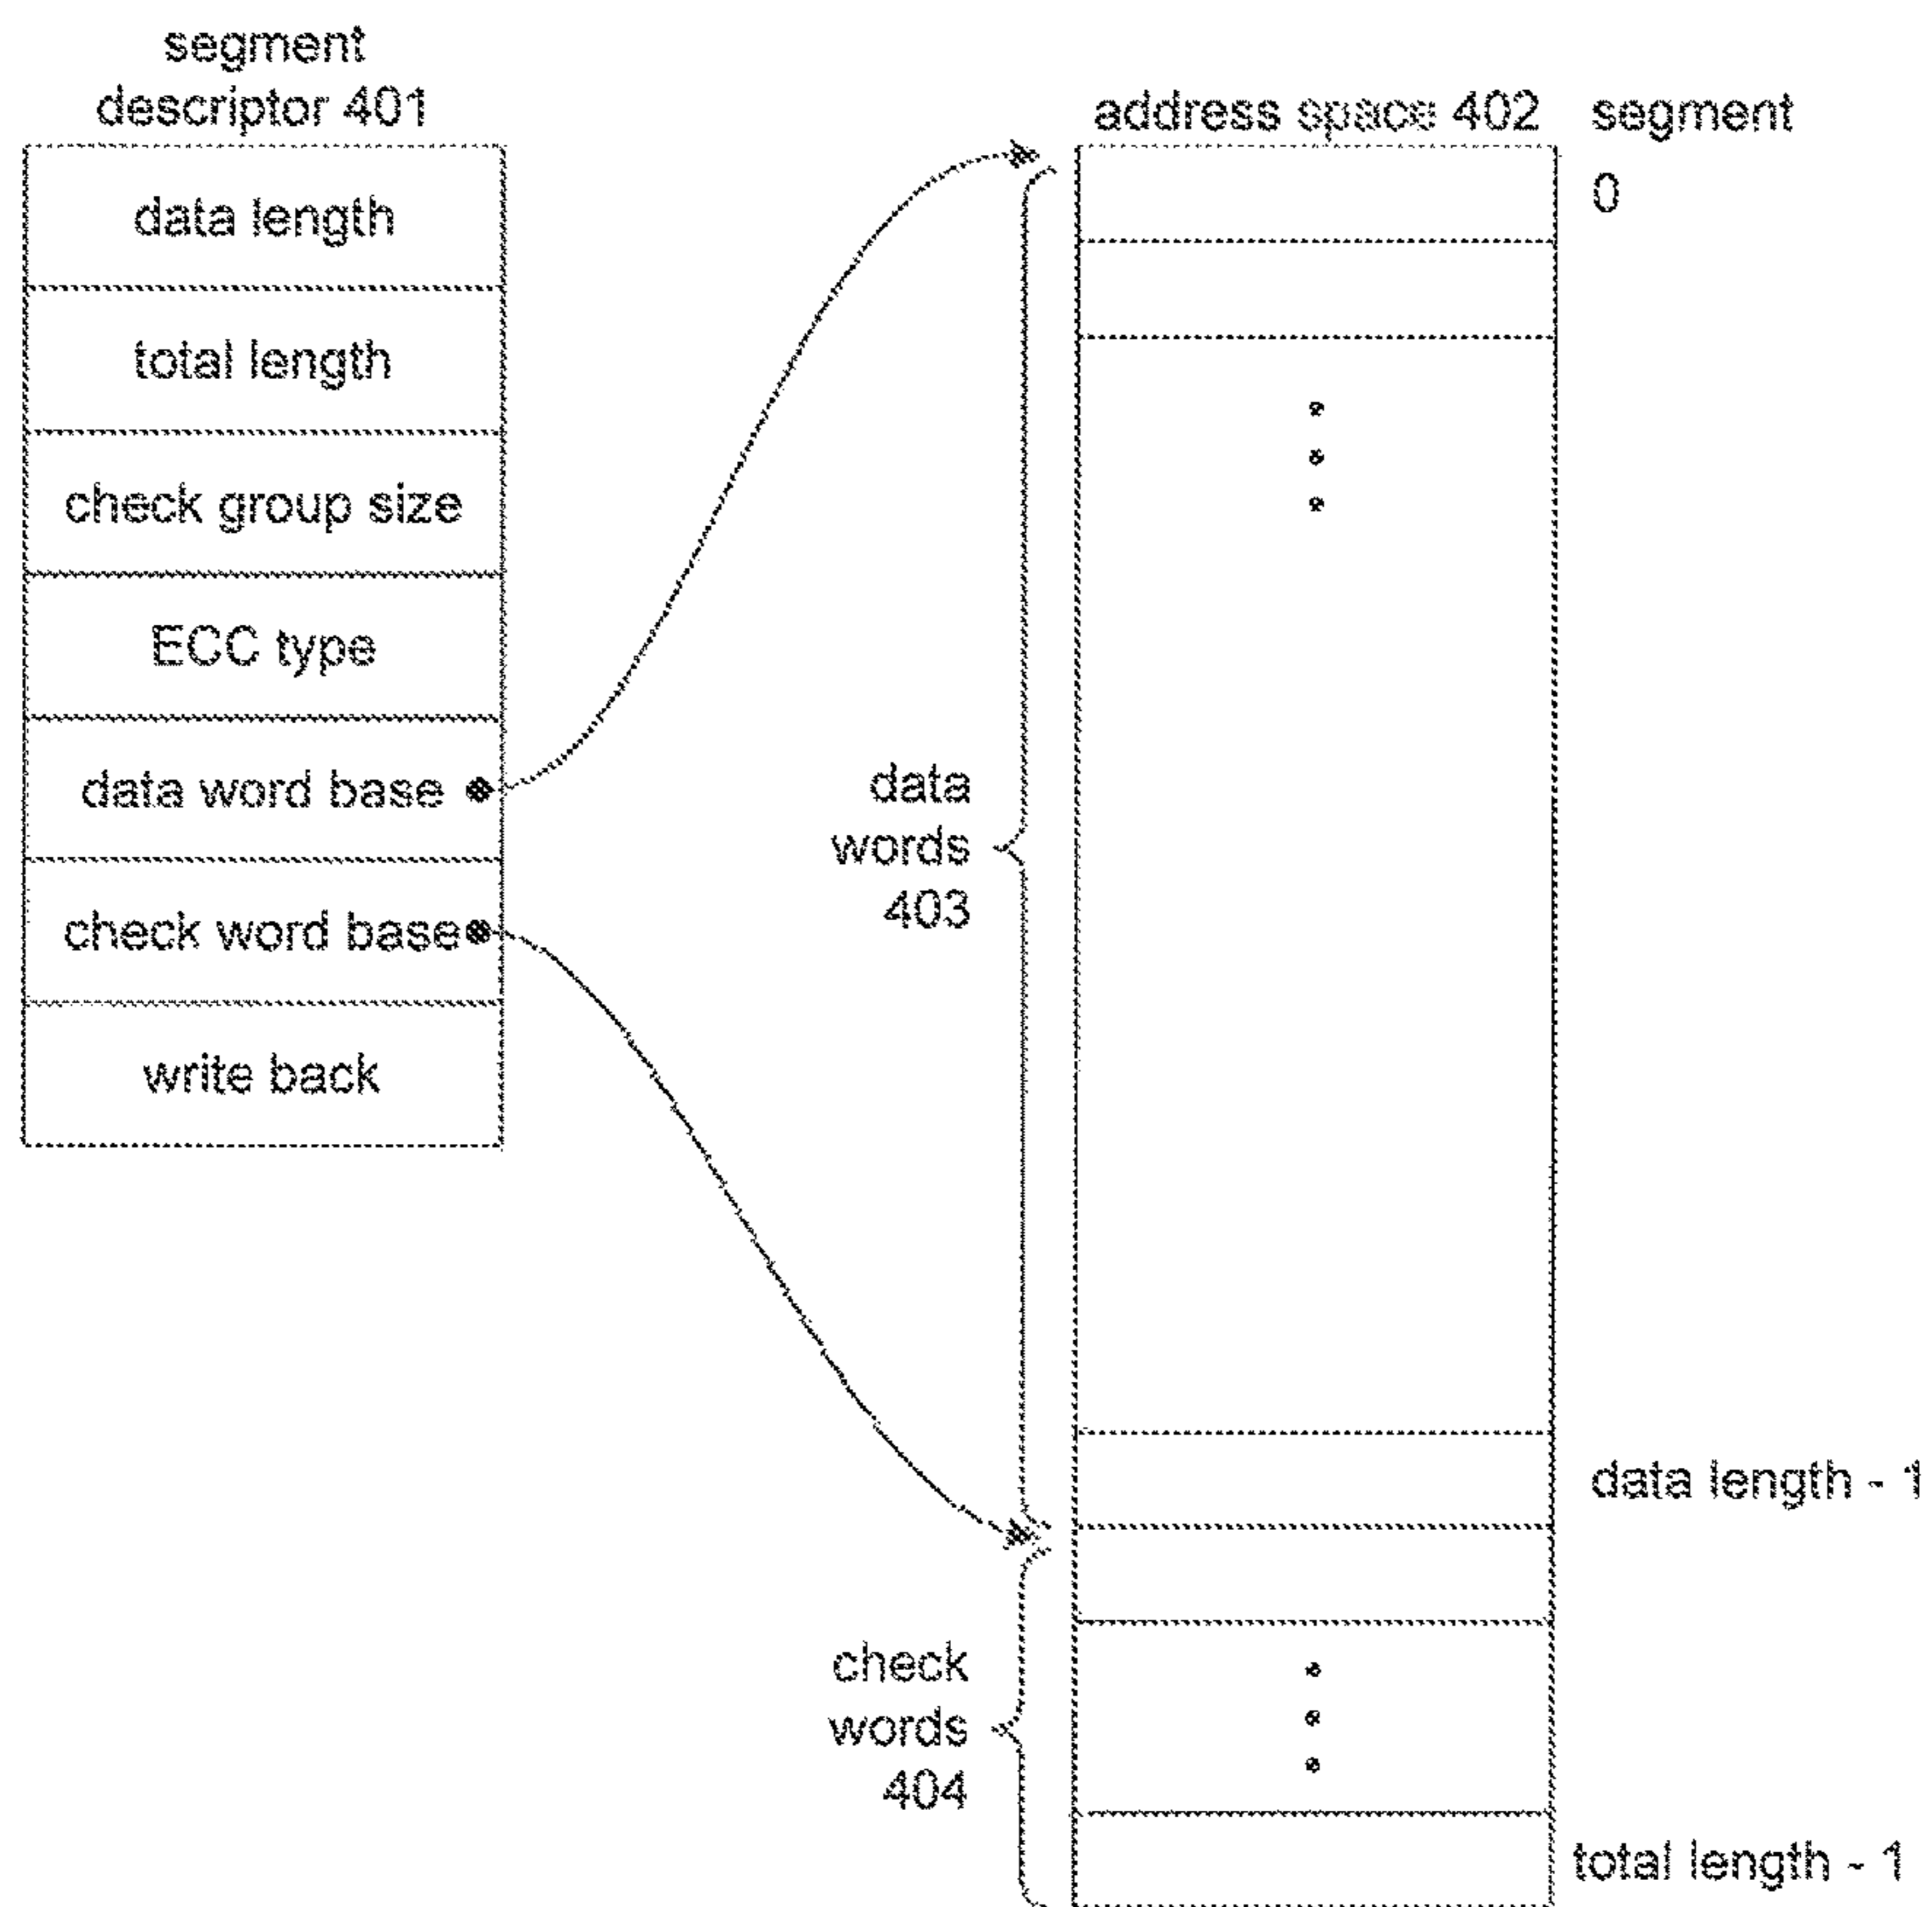 segment
descriptor 401
data length
total length
check group size
ECC type
data word base
check word base
write back
address space 402
segment
0
data
words
403
data length - 1
check
words
404
total length - 1